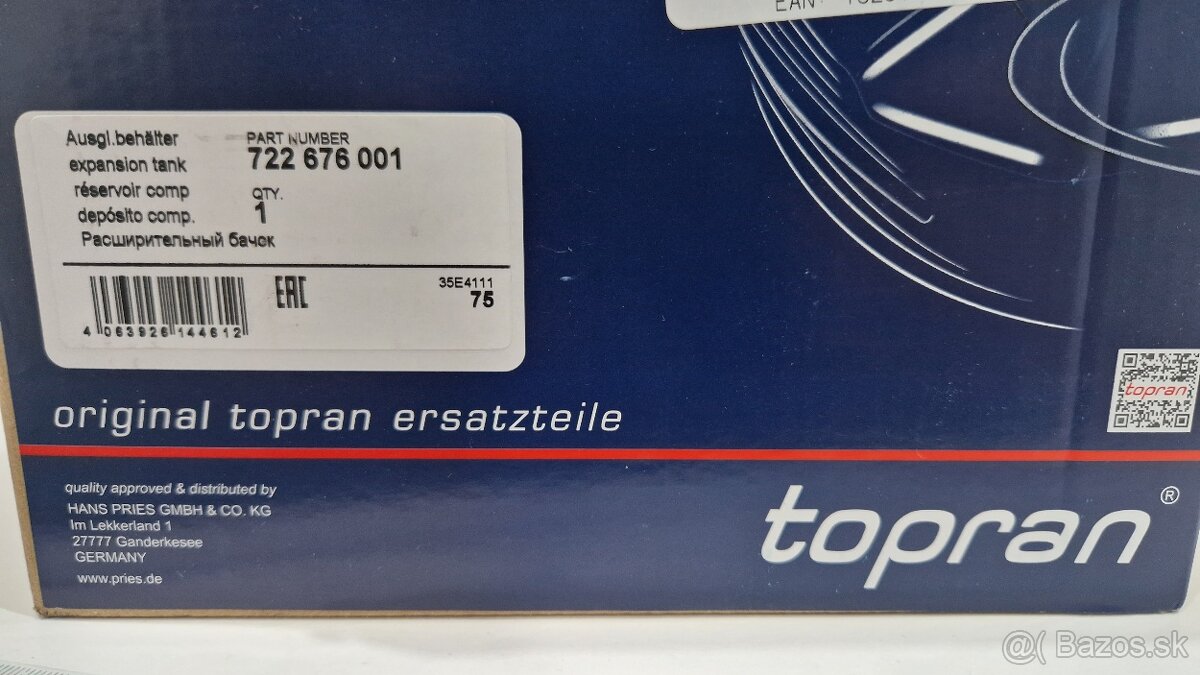 EAN:
Ausgl.behälter
expansion tank
réservoir comp
depósito comp.
Расширительный бачок
PART NUMBER
722 676 001
QTY.
1
4 063926 144612
EAC
35E4111
75
original topran ersatzteile
topran
quality approved & distributed by
HANS PRIES GMBH & CO. KG
Im Lekkerland 1
27777 Ganderkesee
GERMANY
www.pries.de
topran®
@( Bazos.sk